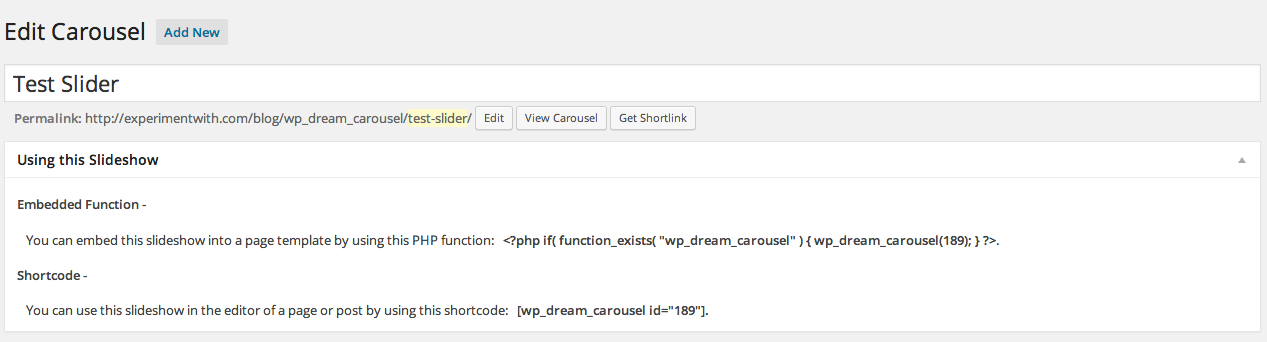 Edit Carousel Add New
Test Slider
Permalink: http://experimentwith.com/blog/wp_dream_carousel/test-slider/ Edit View Carousel Get Shortlink
Using this Slideshow
Embedded Function -
You can embed this slideshow into a page template by using this PHP function: <?php if( function_exists( "wp_dream_carousel" ) { wp_dream_carousel(189); } ?>.
Shortcode -
You can use this slideshow in the editor of a page or post by using this shortcode: [wp_dream_carousel id="189"].